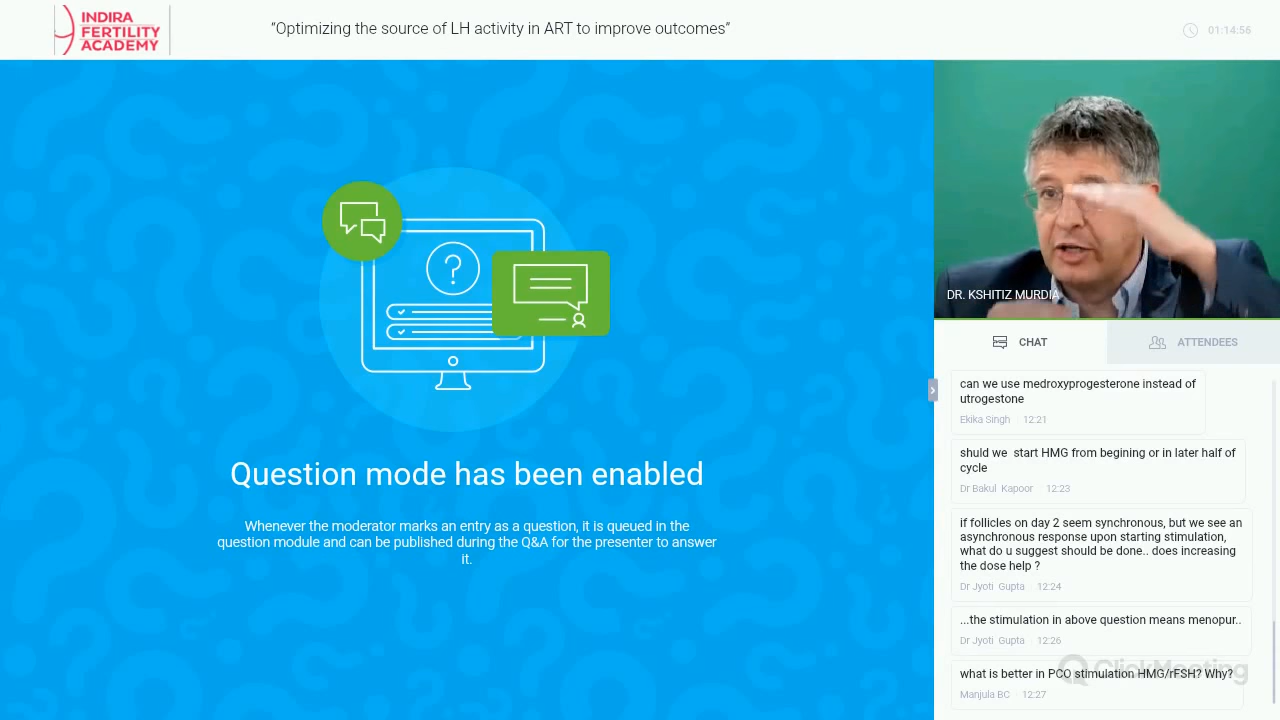 INDIRA
FERTILITY
ACADEMY
“Optimizing the source of LH activity in ART to improve outcomes”
01:14:56
?
Question mode has been enabled
Whenever the moderator marks an entry as a question, it is queued in the
question module and can be published during the Q&A for the presenter to answer
it.
DR. KSHITIZ MURDIA
CHAT
ATTENDEES
can we use medroxyprogesterone instead of
utrogestone
Ekika Singh 12:21
shuld we start HMG from begining or in later half of
cycle
Dr Bakul Kapoor 12:23
if follicles on day 2 seem synchronous, but we see an
asynchronous response upon starting stimulation,
what do u suggest should be done.. does increasing
the dose help ?
Dr Jyoti Gupta 12:24
...the stimulation in above question means menopur..
Dr Jyoti Gupta 12:26
what is better in PCO stimulation HMG/rFSH? Why?
Manjula BC 12:27
ClickMeeting